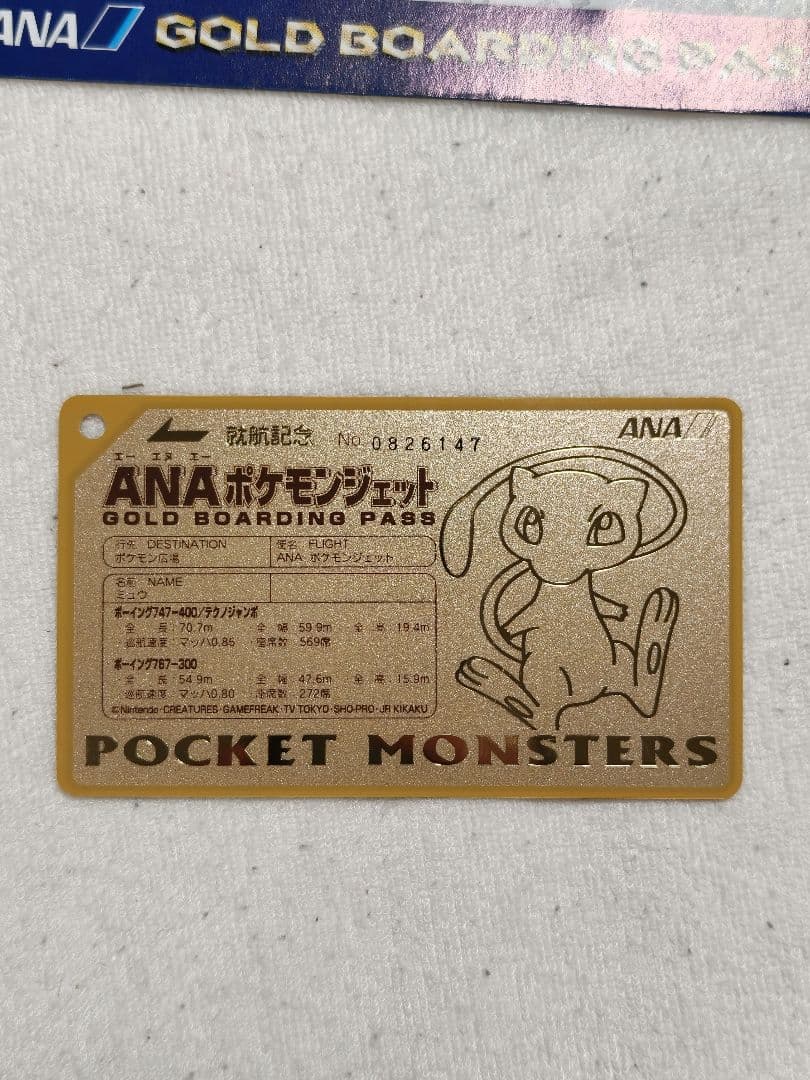 ANA GOLD BOARDING PAS
就航記念 No. 0826147
ANA
エー エヌ エー
ANAポケモンジェット
GOLD BOARDING PASS
行先 DESTINATION 便名 FLIGHT
ポケモン広場 ANA ポケモンジェット
名前 NAME
ミュウ
ボーイング747-400/テクノジャンボ
全 長:70.7m 全 幅 59.9m 全 高:19.4m
巡航速度:マッハ0.85 座席数 569席
ボーイング767-300
全 長:54.9m 全 幅 47.6m 全 高:15.9m
巡航速度:マッハ0.80 座席数:272席
©Nintendo・CREATURES・GAMEFREAK・TV TOKYO・SHO-PRO・JR KIKAKU
POCKET MONSTERS